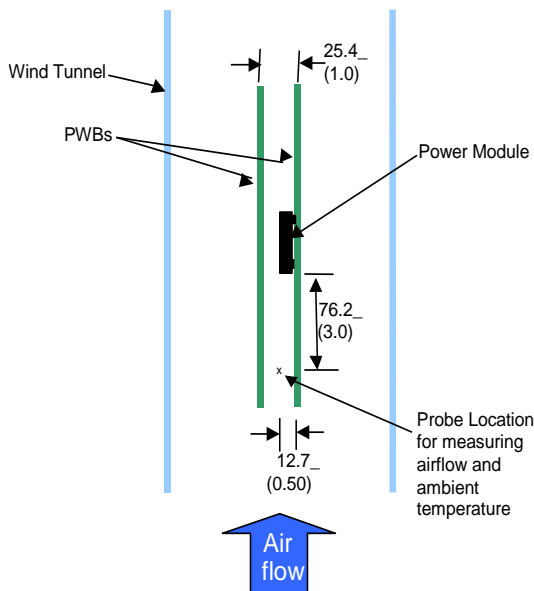 25.4_
(1.0)
Wind Tunnel
PWBs
Power Module
76.2_
(3.0)
x
Probe Location
for measuring
airflow and
ambient
temperature
12.7_
(0.50)
Air
flow